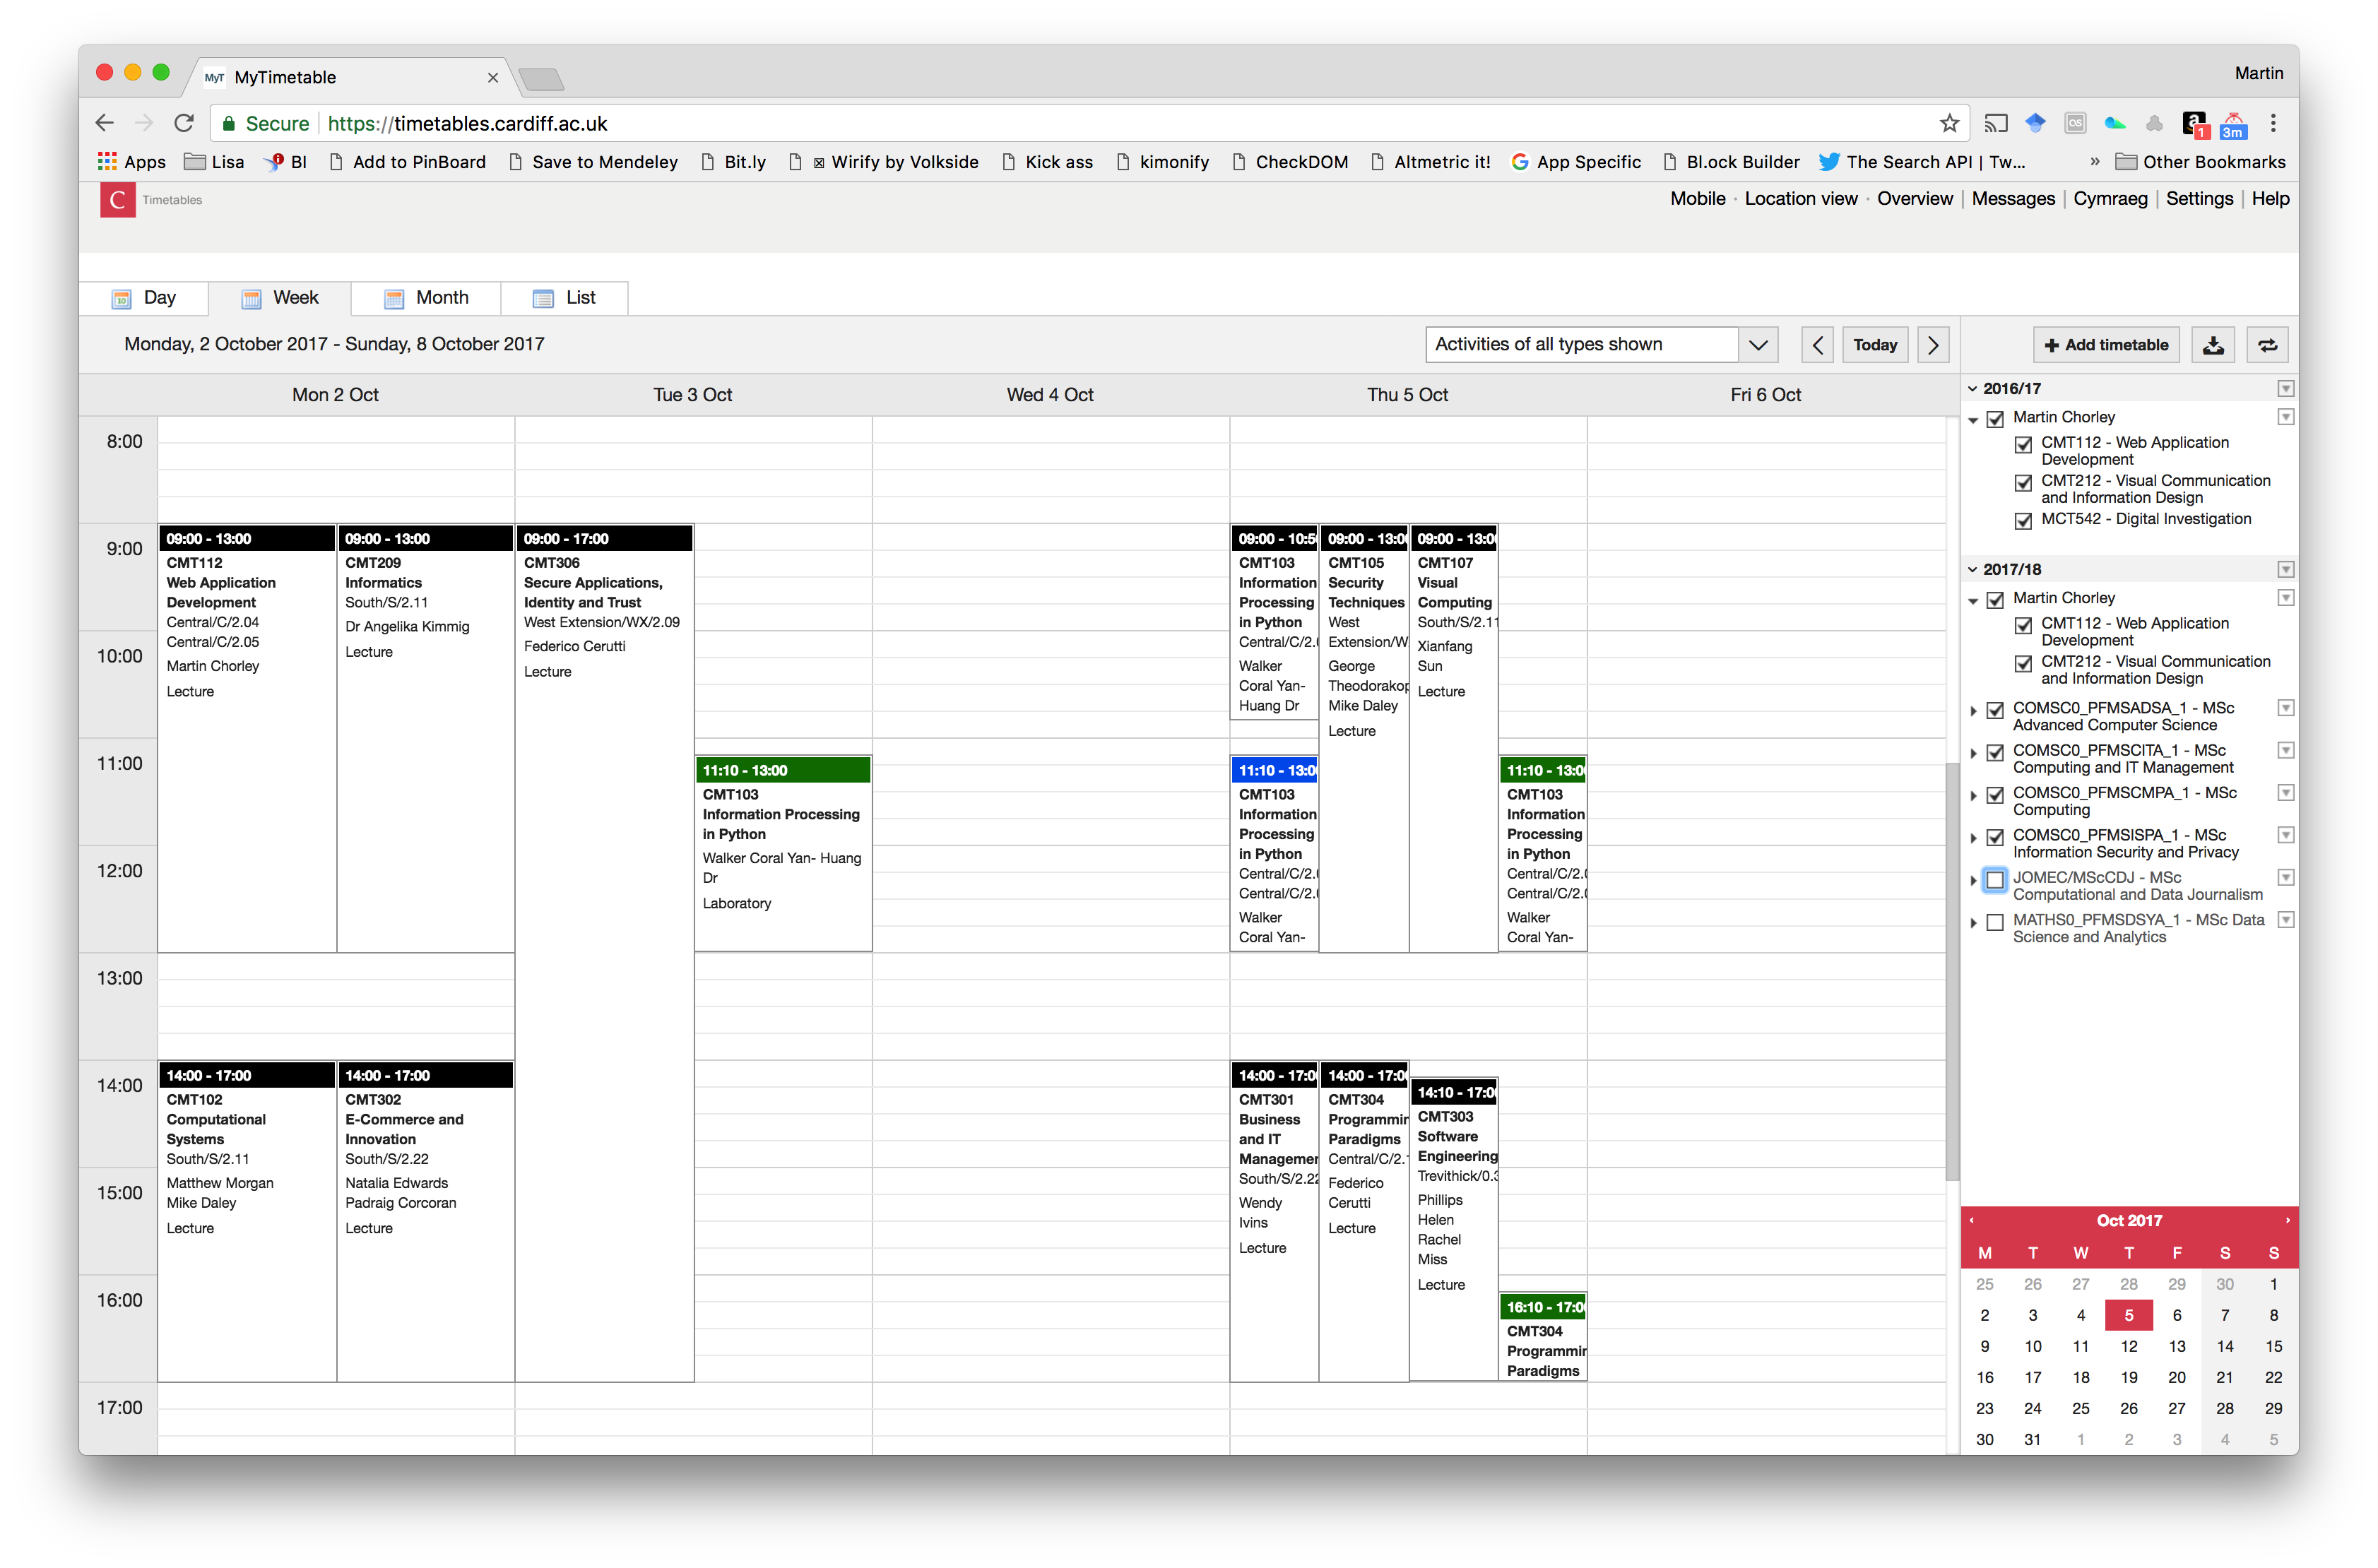 MyT MyTimetable
Martin
Secure https://timetables.cardiff.ac.uk
1 3m
Apps Lisa BI Add to PinBoard Save to Mendeley Bit.ly Wirify by Volkside Kick ass kimonify CheckDOM Altmetric it! App Specific Bl.ock Builder The Search API | Tw... » Other Bookmarks
C Timetables
Mobile · Location view · Overview | Messages | Cymraeg | Settings | Help
Day Week Month List
Monday, 2 October 2017 - Sunday, 8 October 2017
Activities of all types shown
Today
Add timetable
Mon 2 Oct Tue 3 Oct Wed 4 Oct Thu 5 Oct Fri 6 Oct
8:00
9:00
10:00
11:00
12:00
13:00
14:00
15:00
16:00
17:00
09:00 - 13:00
CMT112
Web Application
Development
Central/C/2.04
Central/C/2.05
Martin Chorley
Lecture
09:00 - 13:00
CMT209
Informatics
South/S/2.11
Dr Angelika Kimmig
Lecture
14:00 - 17:00
CMT102
Computational
Systems
South/S/2.11
Matthew Morgan
Mike Daley
Lecture
14:00 - 17:00
CMT302
E-Commerce and
Innovation
South/S/2.22
Natalia Edwards
Padraig Corcoran
Lecture
09:00 - 17:00
CMT306
Secure Applications,
Identity and Trust
West Extension/WX/2.09
Federico Cerutti
Lecture
11:10 - 13:00
CMT103
Information Processing
in Python
Walker Coral Yan- Huang
Dr
Laboratory
09:00 - 10:5
CMT103
Information
Processing
in Python
Central/C/2.
Walker
Coral Yan-
Huang Dr
09:00 - 13:0
CMT105
Security
Techniques
West
Extension/W
George
Theodorakop
Mike Daley
Lecture
09:00 - 13:0
CMT107
Visual
Computing
South/S/2.11
Xianfang
Sun
Lecture
11:10 - 13:0
CMT103
Information
Processing
in Python
Central/C/2.
Central/C/2.
Walker
Coral Yan-
11:10 - 13:0
CMT103
Information
Processing
in Python
Central/C/2.
Central/C/2.
Walker
Coral Yan-
14:00 - 17:0
CMT301
Business
and IT
Managemen
South/S/2.22
Wendy
Ivins
Lecture
14:00 - 17:0
CMT304
Programmin
Paradigms
Central/C/2.
Federico
Cerutti
Lecture
14:10 - 17:0
CMT303
Software
Engineering
Trevithick/0.3
Phillips
Helen
Rachel
Miss
Lecture
16:10 - 17:0
CMT304
Programmin
Paradigms
2016/17
Martin Chorley
CMT112 - Web Application
Development
CMT212 - Visual Communication
and Information Design
MCT542 - Digital Investigation
2017/18
Martin Chorley
CMT112 - Web Application
Development
CMT212 - Visual Communication
and Information Design
COMSC0_PFMSADSA_1 - MSc
Advanced Computer Science
COMSC0_PFMSCITA_1 - MSc
Computing and IT Management
COMSC0_PFMSCMPA_1 - MSc
Computing
COMSC0_PFMSISPA_1 - MSc
Information Security and Privacy
JOMEC/MScCDJ - MSc
Computational and Data Journalism
MATHS0_PFMSDSYA_1 - MSc Data
Science and Analytics
Oct 2017
M T W T F S S
25 26 27 28 29 30 1
2 3 4 5 6 7 8
9 10 11 12 13 14 15
16 17 18 19 20 21 22
23 24 25 26 27 28 29
30 31 1 2 3 4 5